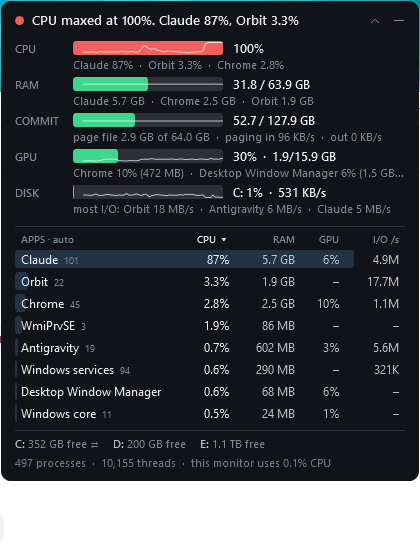 CPU maxed at 100%. Claude 87%, Orbit 3.3%
CPU 100%
Claude 87% · Orbit 3.3% · Chrome 2.8%
RAM 31.8 / 63.9 GB
Claude 5.7 GB · Chrome 2.5 GB · Orbit 1.9 GB
COMMIT 52.7 / 127.9 GB
page file 2.9 GB of 64.0 GB · paging in 96 KB/s · out 0 KB/s
GPU 30% · 1.9/15.9 GB
Chrome 10% (472 MB) · Desktop Window Manager 6% (1.5 GB...
DISK C: 1% · 531 KB/s
most I/O: Orbit 18 MB/s · Antigravity 6 MB/s · Claude 5 MB/s
APPS · auto CPU ▾ RAM GPU I/O /s
Claude 101 87% 5.7 GB 6% 4.9M
Orbit 22 3.3% 1.9 GB – 17.7M
Chrome 45 2.8% 2.5 GB 10% 1.1M
WmiPrvSE 3 1.9% 86 MB – –
Antigravity 19 0.7% 602 MB 3% 5.6M
Windows services 94 0.6% 290 MB – 321K
Desktop Window Manager 0.6% 68 MB 6% –
Windows core 11 0.5% 24 MB 1% –
C: 352 GB free ⇄ D: 200 GB free E: 1.1 TB free
497 processes · 10,155 threads · this monitor uses 0.1% CPU